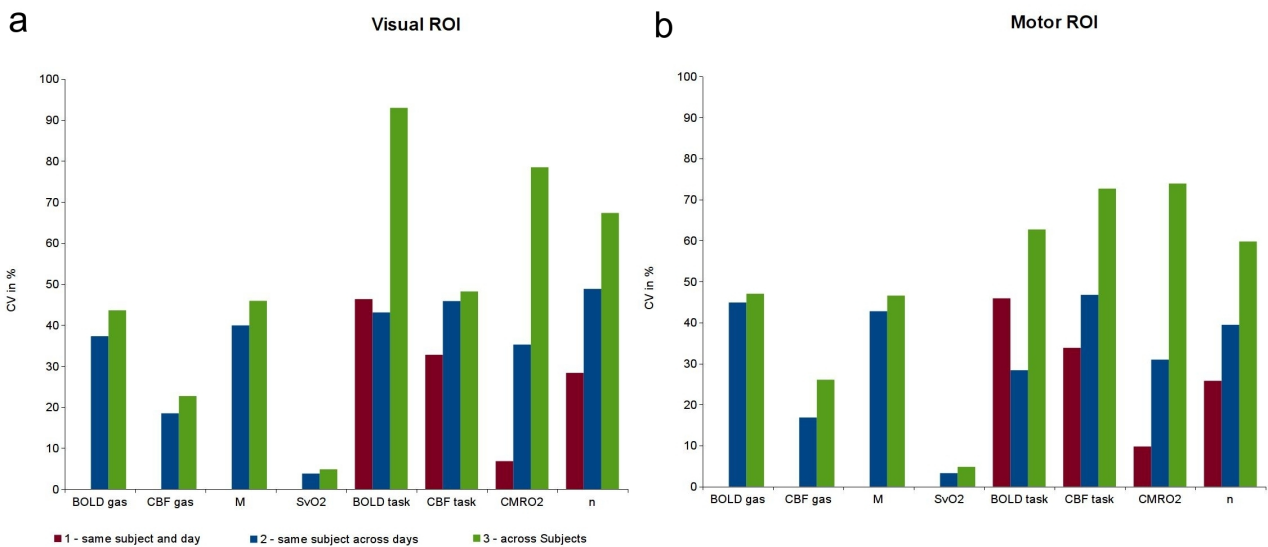 a
Visual ROI
100
90
80
70
60
50
40
30
20
10
0
CV in %
BOLD gas CBF gas M SvO2 BOLD task CBF task CMRO2 n
b
Motor ROI
100
90
80
70
60
50
40
30
20
10
0
CV in %
BOLD gas CBF gas M SvO2 BOLD task CBF task CMRO2 n
1 - same subject and day 2 - same subject across days 3 - across Subjects